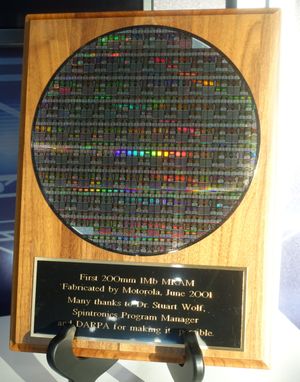 First 200mm 1Mb MRAM
Fabricated by Motorola, June 2001
Many thanks to Dr. Stuart Wolf,
Spintronics Program Manager
and DARPA for making it possible.